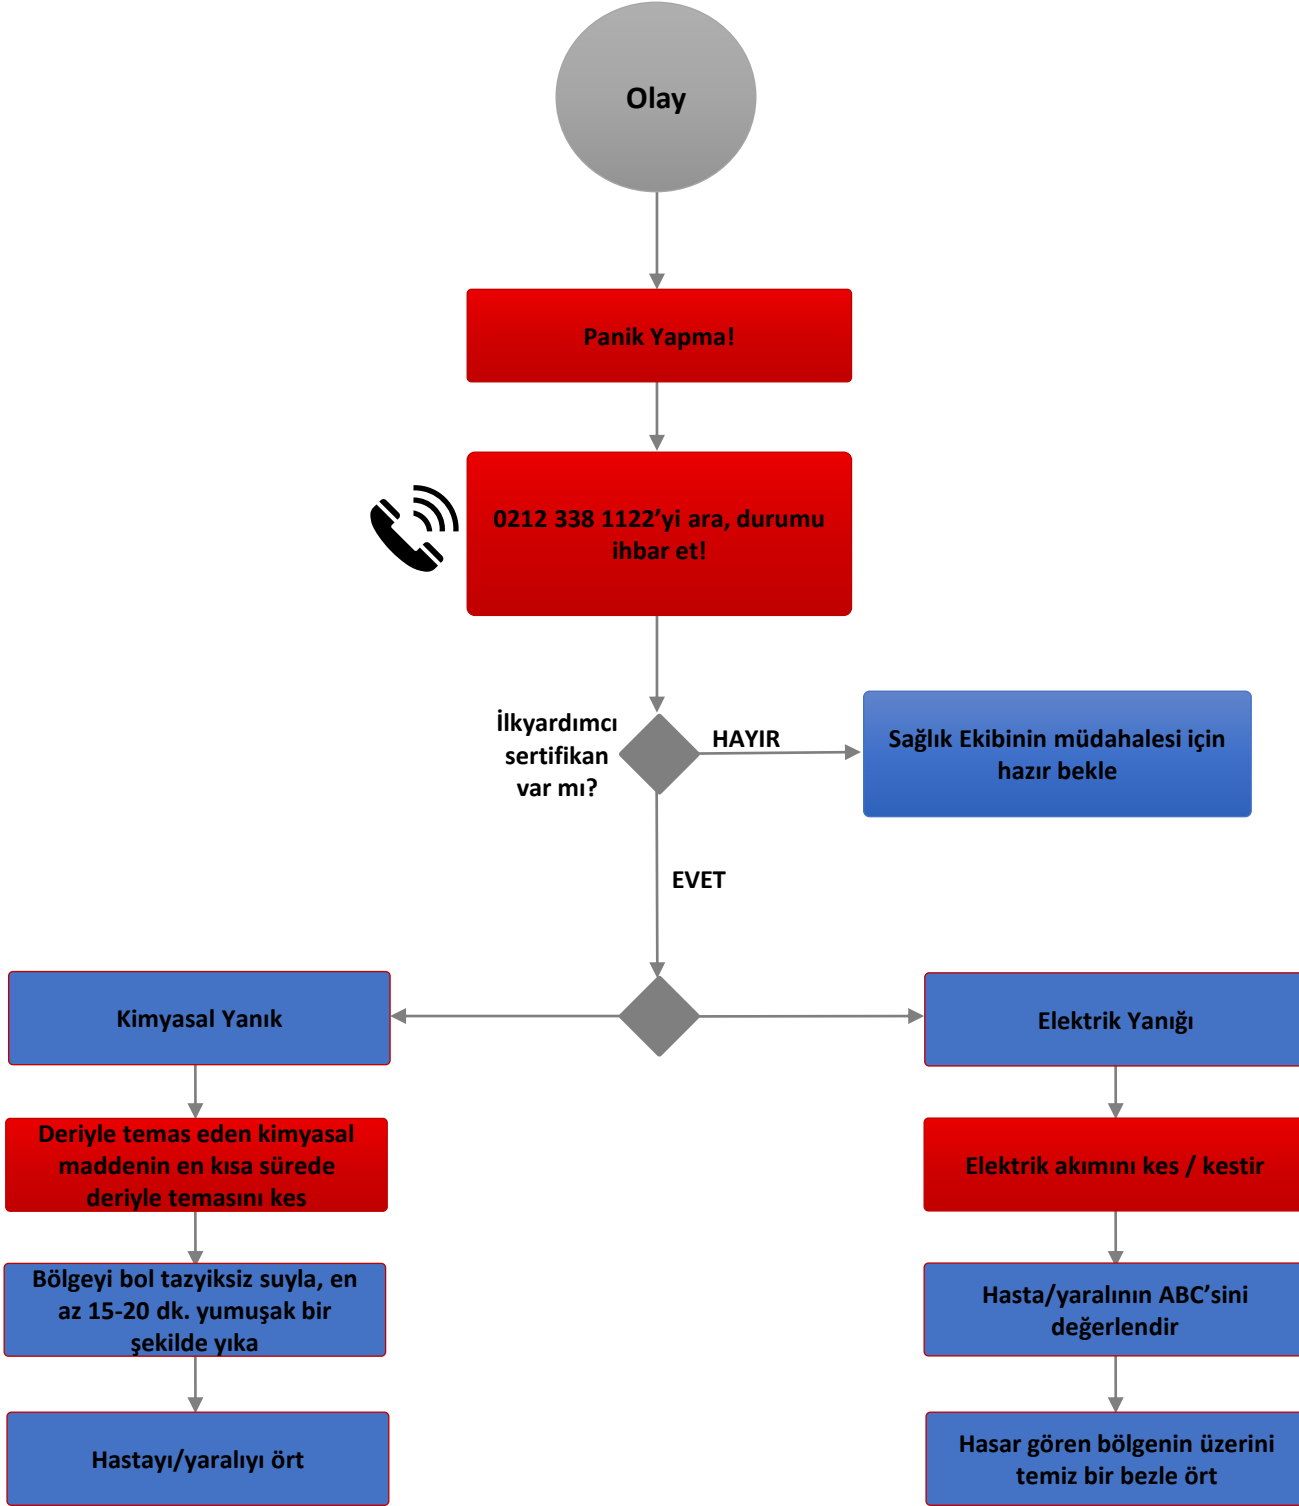 Olay
Panik Yapma!
0212 338 1122’yi ara, durumu
ihbar et!
İlkyardımcı
sertifikan
var mı?
HAYIR
Sağlık Ekibinin müdahalesi için
hazır bekle
EVET
Kimyasal Yanık
Deriyle temas eden kimyasal
maddenin en kısa sürede
deriyle temasını kes
Bölgeyi bol tazyiksiz suyla, en
az 15-20 dk. yumuşak bir
şekilde yıka
Hastayı/yaralıyı ört
Elektrik Yanığı
Elektrik akımını kes / kestir
Hasta/yaralının ABC’sini
değerlendir
Hasar gören bölgenin üzerini
temiz bir bezle ört